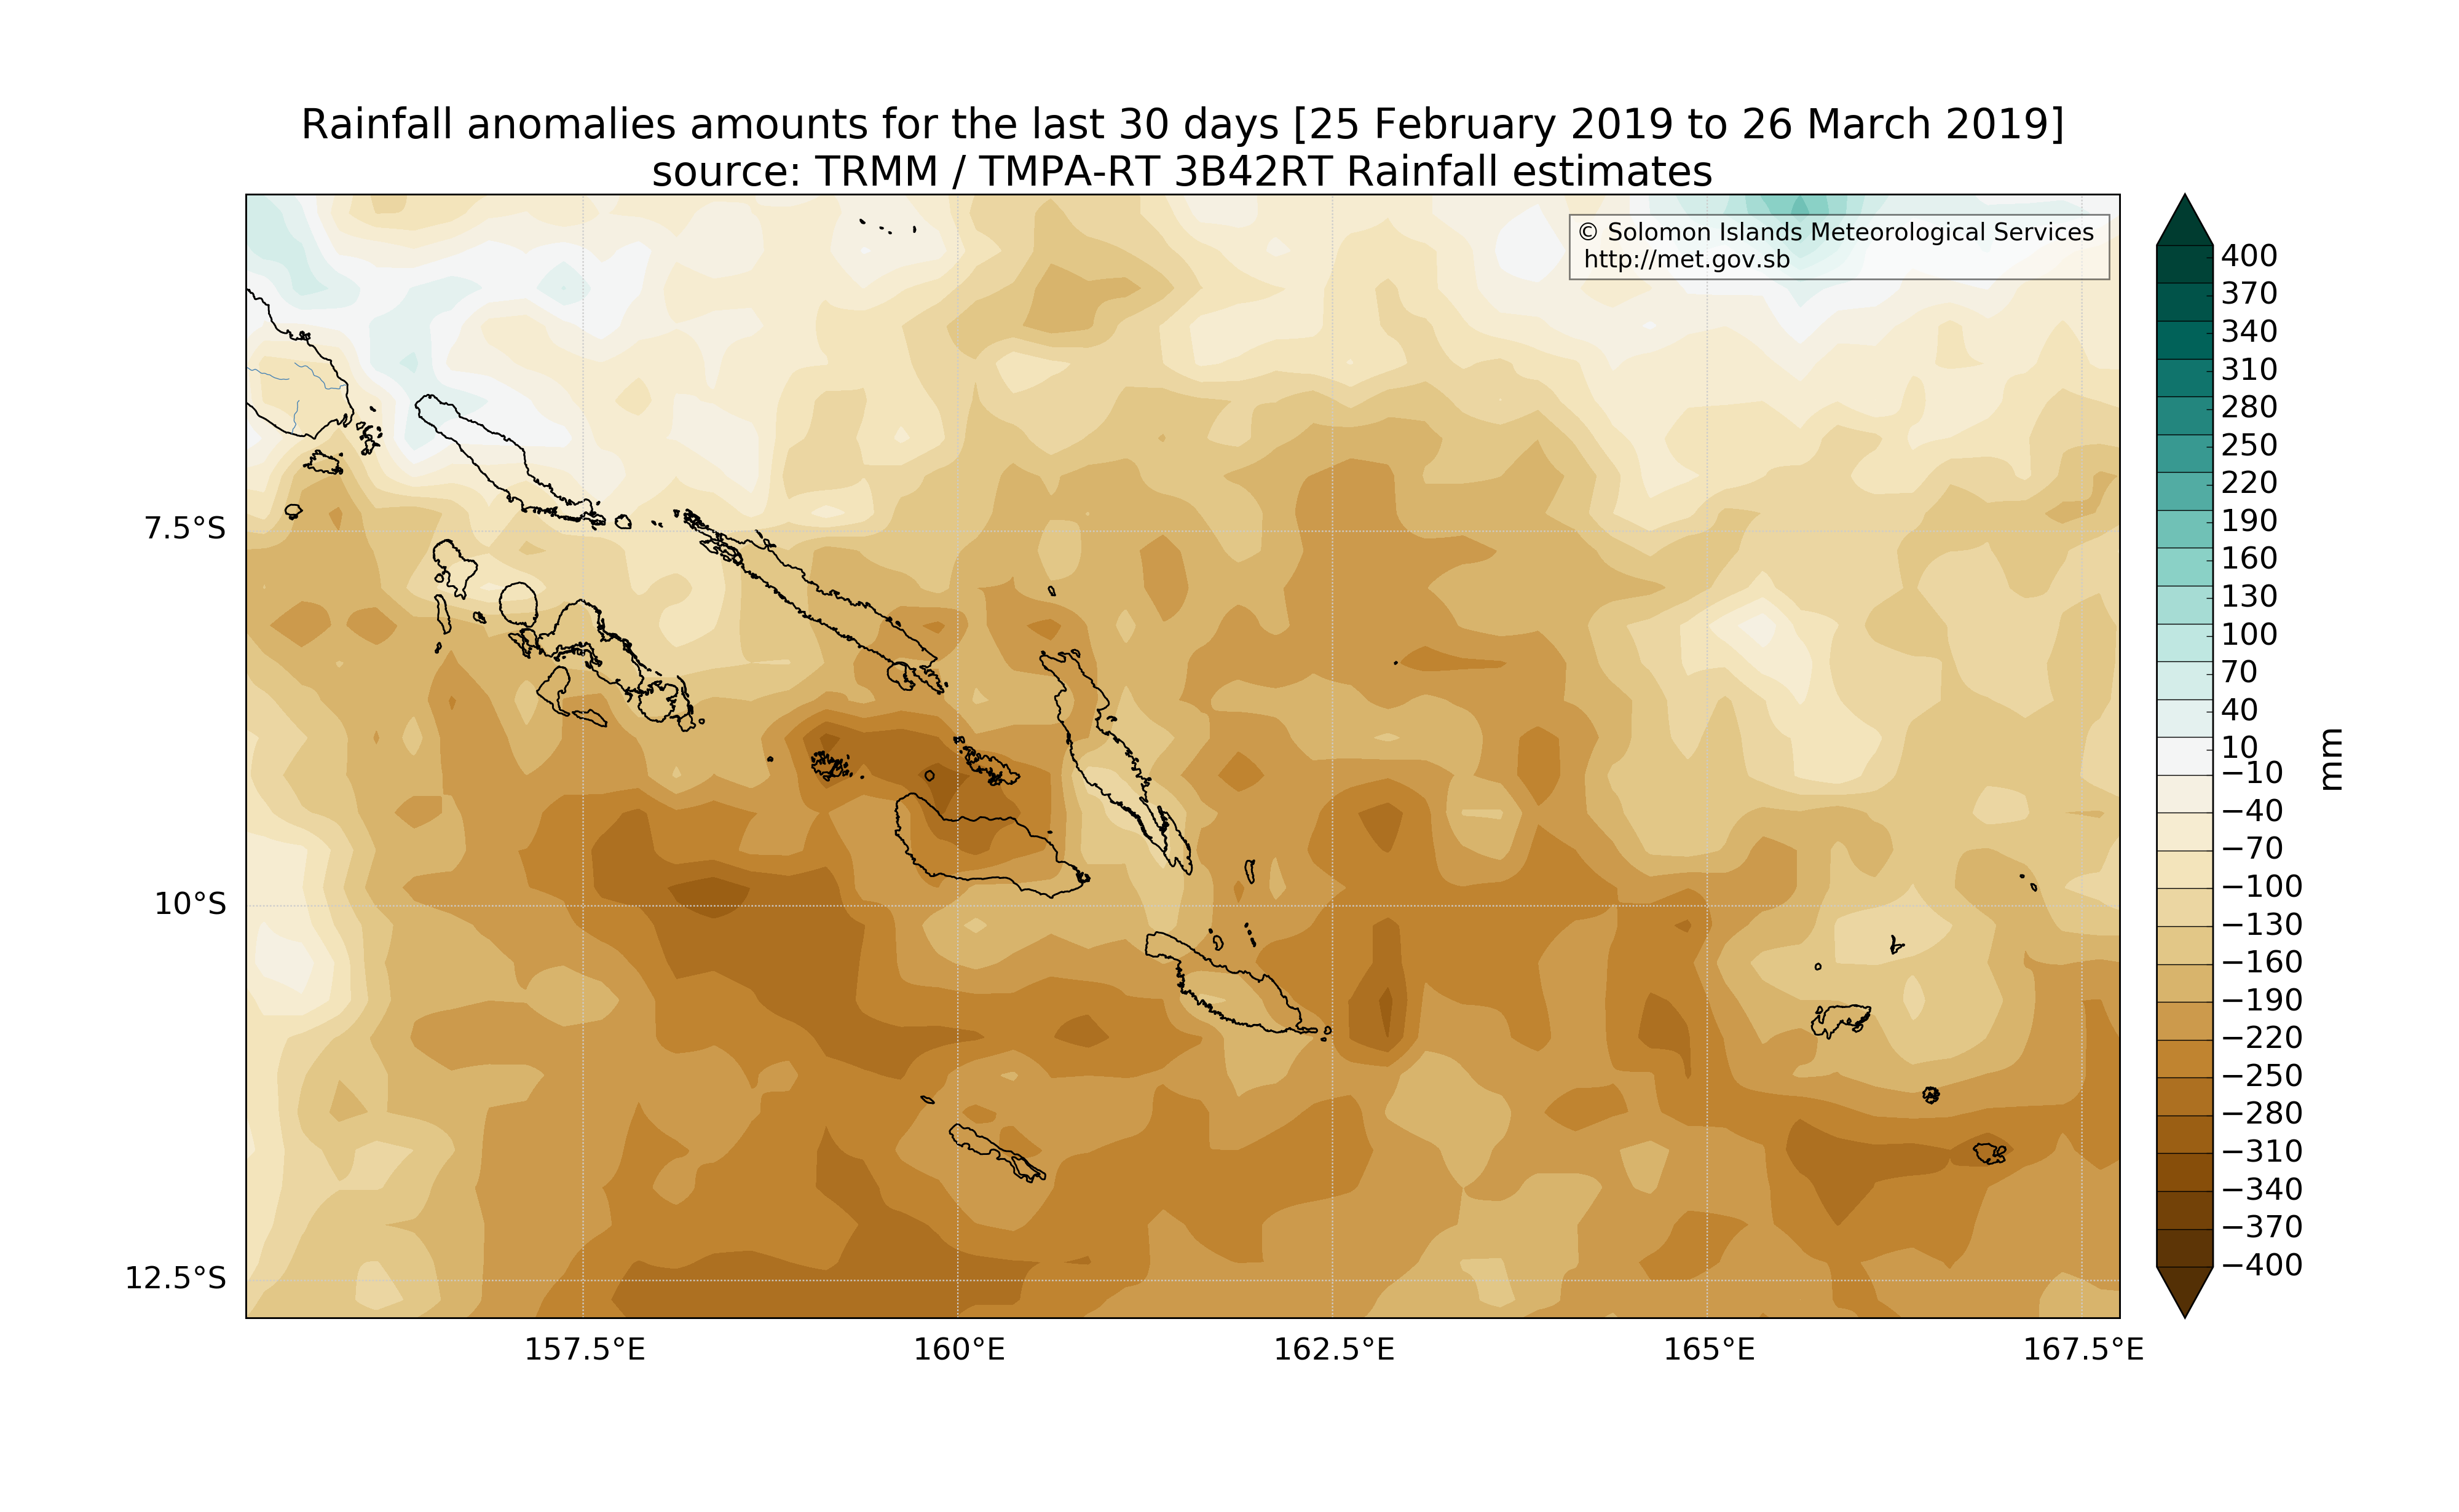 Rainfall anomalies amounts for the last 30 days [25 February 2019 to 26 March 2019]
source: TRMM / TMPA-RT 3B42RT Rainfall estimates
© Solomon Islands Meteorological Services
http://met.gov.sb
7.5°S
10°S
12.5°S
157.5°E
160°E
162.5°E
165°E
167.5°E
400
370
340
310
280
250
220
190
160
130
100
70
40
10
−10
−40
−70
−100
−130
−160
−190
−220
−250
−280
−310
−340
−370
−400
mm